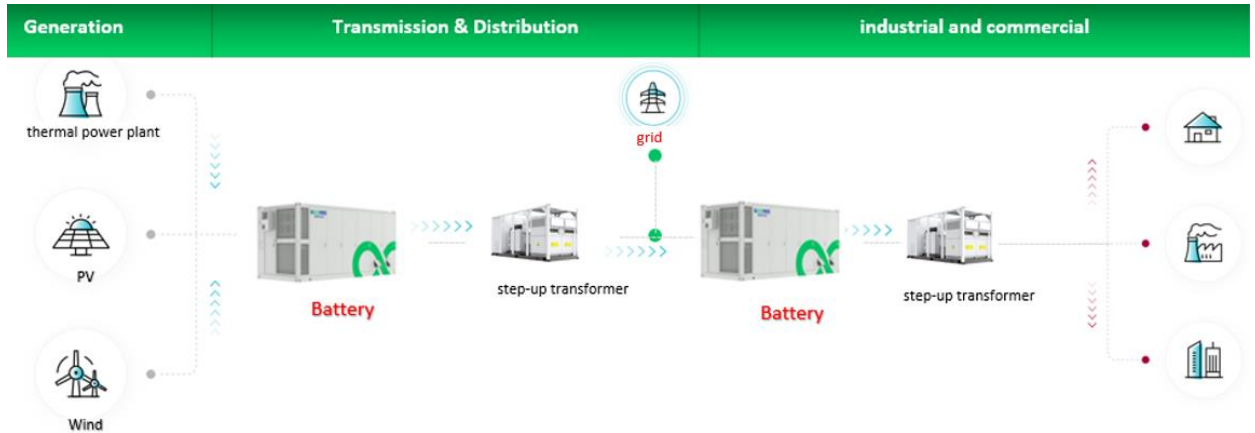 Generation
Transmission & Distribution
industrial and commercial
thermal power plant
grid
PV
step-up transformer
Battery
step-up transformer
Battery
Wind